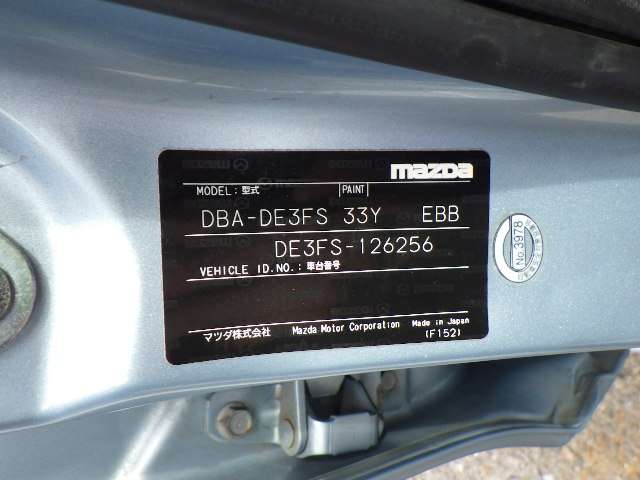 mazda
MODEL: 型式 PAINT
DBA-DE3FS 33Y EBB
DE3FS-126256
VEHICLE ID.NO.: 車台番号
マツダ株式会社 Mazda Motor Corporation Made in Japan
(F152)
No.3978